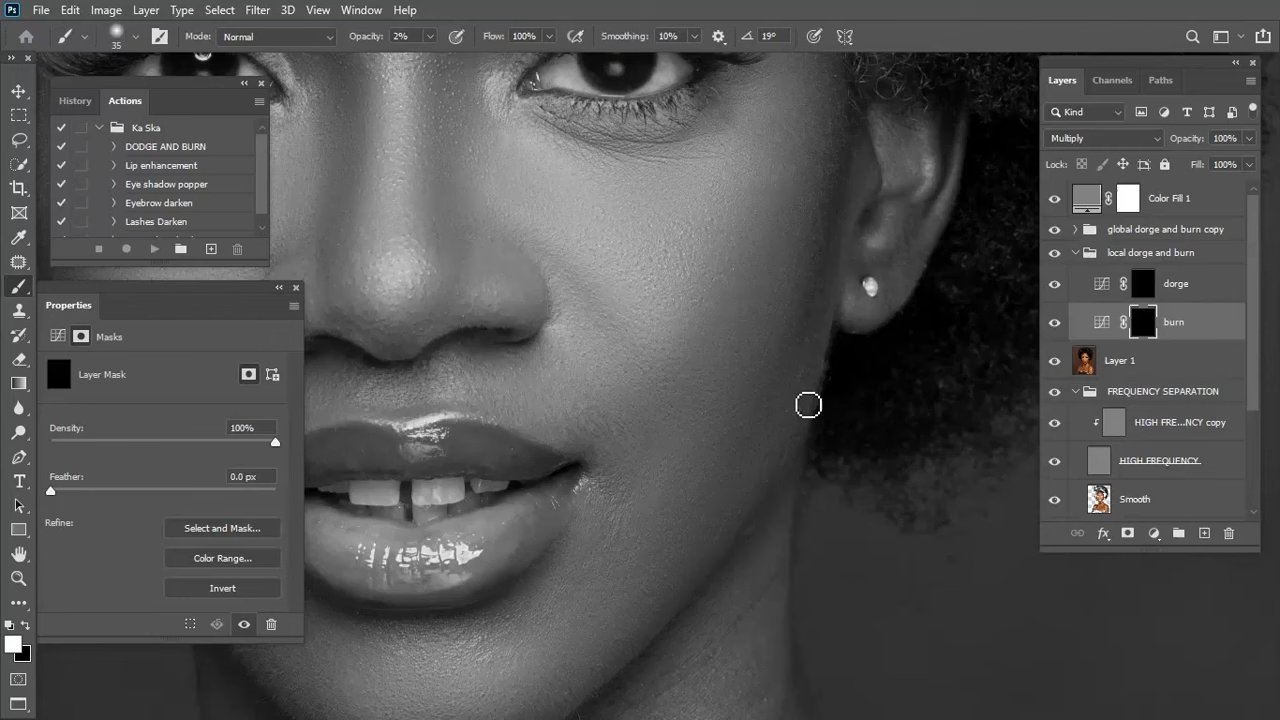 Ps File Edit Image Layer Type Select Filter 3D View Window Help
35 Mode: Normal Opacity: 2% Flow: 100% Smoothing: 10% 19°
History Actions
Ka Ska
DODGE AND BURN
Lip enhancement
Eye shadow popper
Eyebrow darken
Lashes Darken
Properties
Masks
Layer Mask
Density: 100%
Feather: 0.0 px
Refine: Select and Mask...
Color Range...
Invert
T
Layers Channels Paths
Kind
Multiply Opacity: 100%
Lock: Fill: 100%
Color Fill 1
global dorge and burn copy
local dorge and burn
dorge
burn
Layer 1
FREQUENCY SEPARATION
HIGH FRE...NCY copy
HIGH FREQUENCY
Smooth
fx